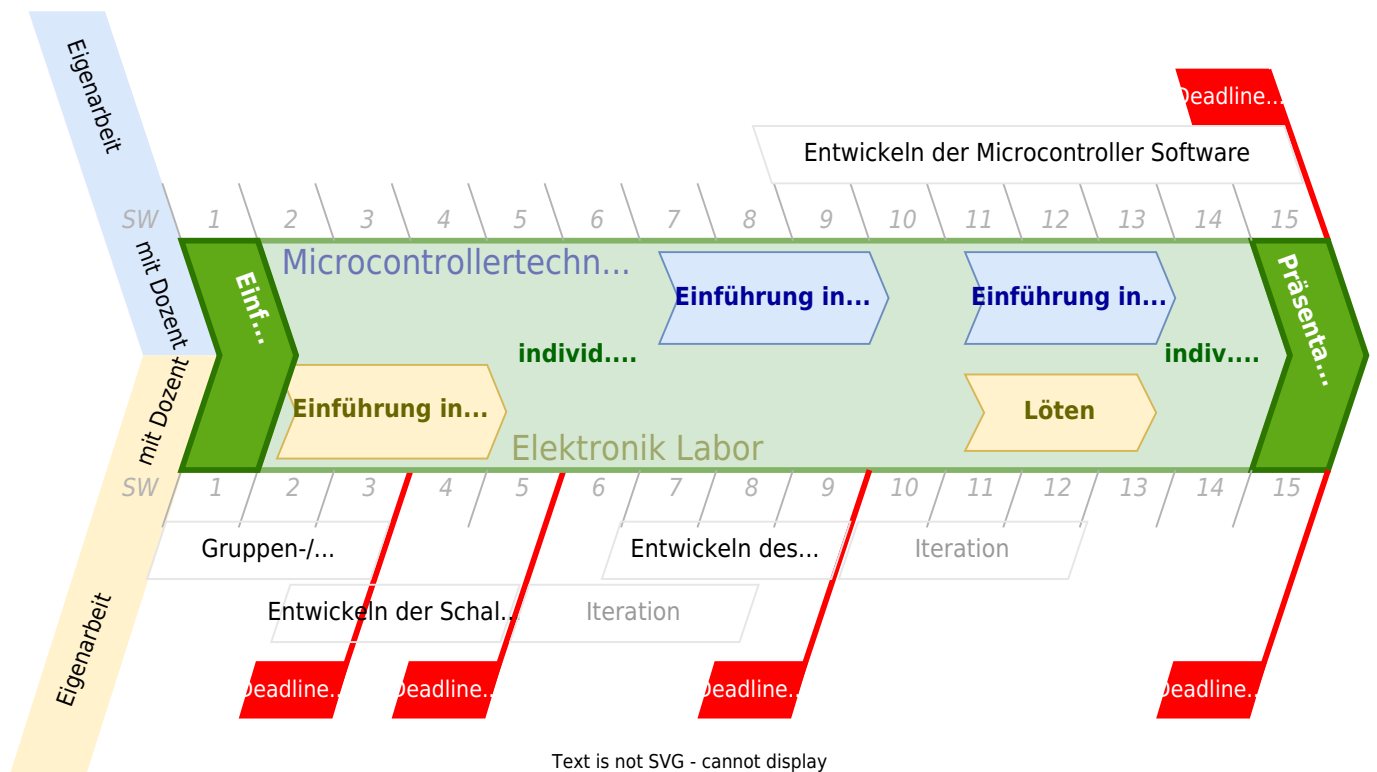 Eigenarbeit
Deadline...
Entwickeln der Microcontroller Software
SW 1 2 3 4 5 6 7 8 9 10 11 12 13 14 15
mit Dozent
Microcontrollertechn...
Einf...
Einführung in...
Einführung in...
Präsenta...
individ....
indiv....
mit Dozent
Einführung in...
Löten
Elektronik Labor
SW 1 2 3 4 5 6 7 8 9 10 11 12 13 14 15
Gruppen-/...
Entwickeln des...
Iteration
Entwickeln der Schal...
Iteration
Eigenarbeit
Deadline...
Deadline...
Deadline...
Deadline...
Text is not SVG - cannot display